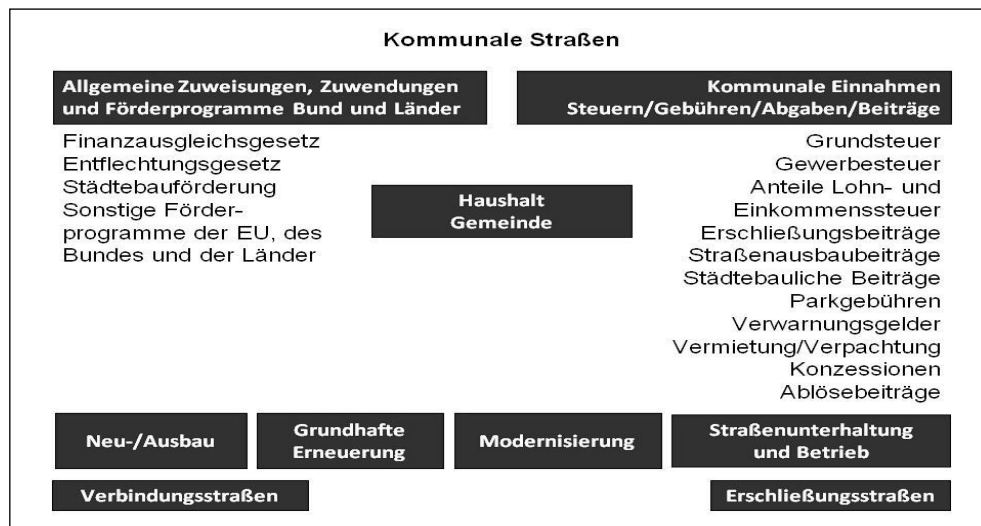 Kommunale Straßen
Allgemeine Zuweisungen, Zuwendungen
und Förderprogramme Bund und Länder
Kommunale Einnahmen
Steuern/Gebühren/Abgaben/Beiträge
Finanzausgleichsgesetz
Entflechtungsgesetz
Städtebauförderung
Sonstige Förder-
programme der EU, des
Bundes und der Länder
Haushalt
Gemeinde
Grundsteuer
Gewerbesteuer
Anteile Lohn- und
Einkommenssteuer
Erschließungsbeiträge
Straßenausbaubeiträge
Städtebauliche Beiträge
Parkgebühren
Verwarnungsgelder
Vermietung/Verpachtung
Konzessionen
Ablösebeiträge
Neu-/Ausbau
Grundhafte
Erneuerung
Modernisierung
Straßenunterhaltung
und Betrieb
Verbindungsstraßen
Erschließungsstraßen